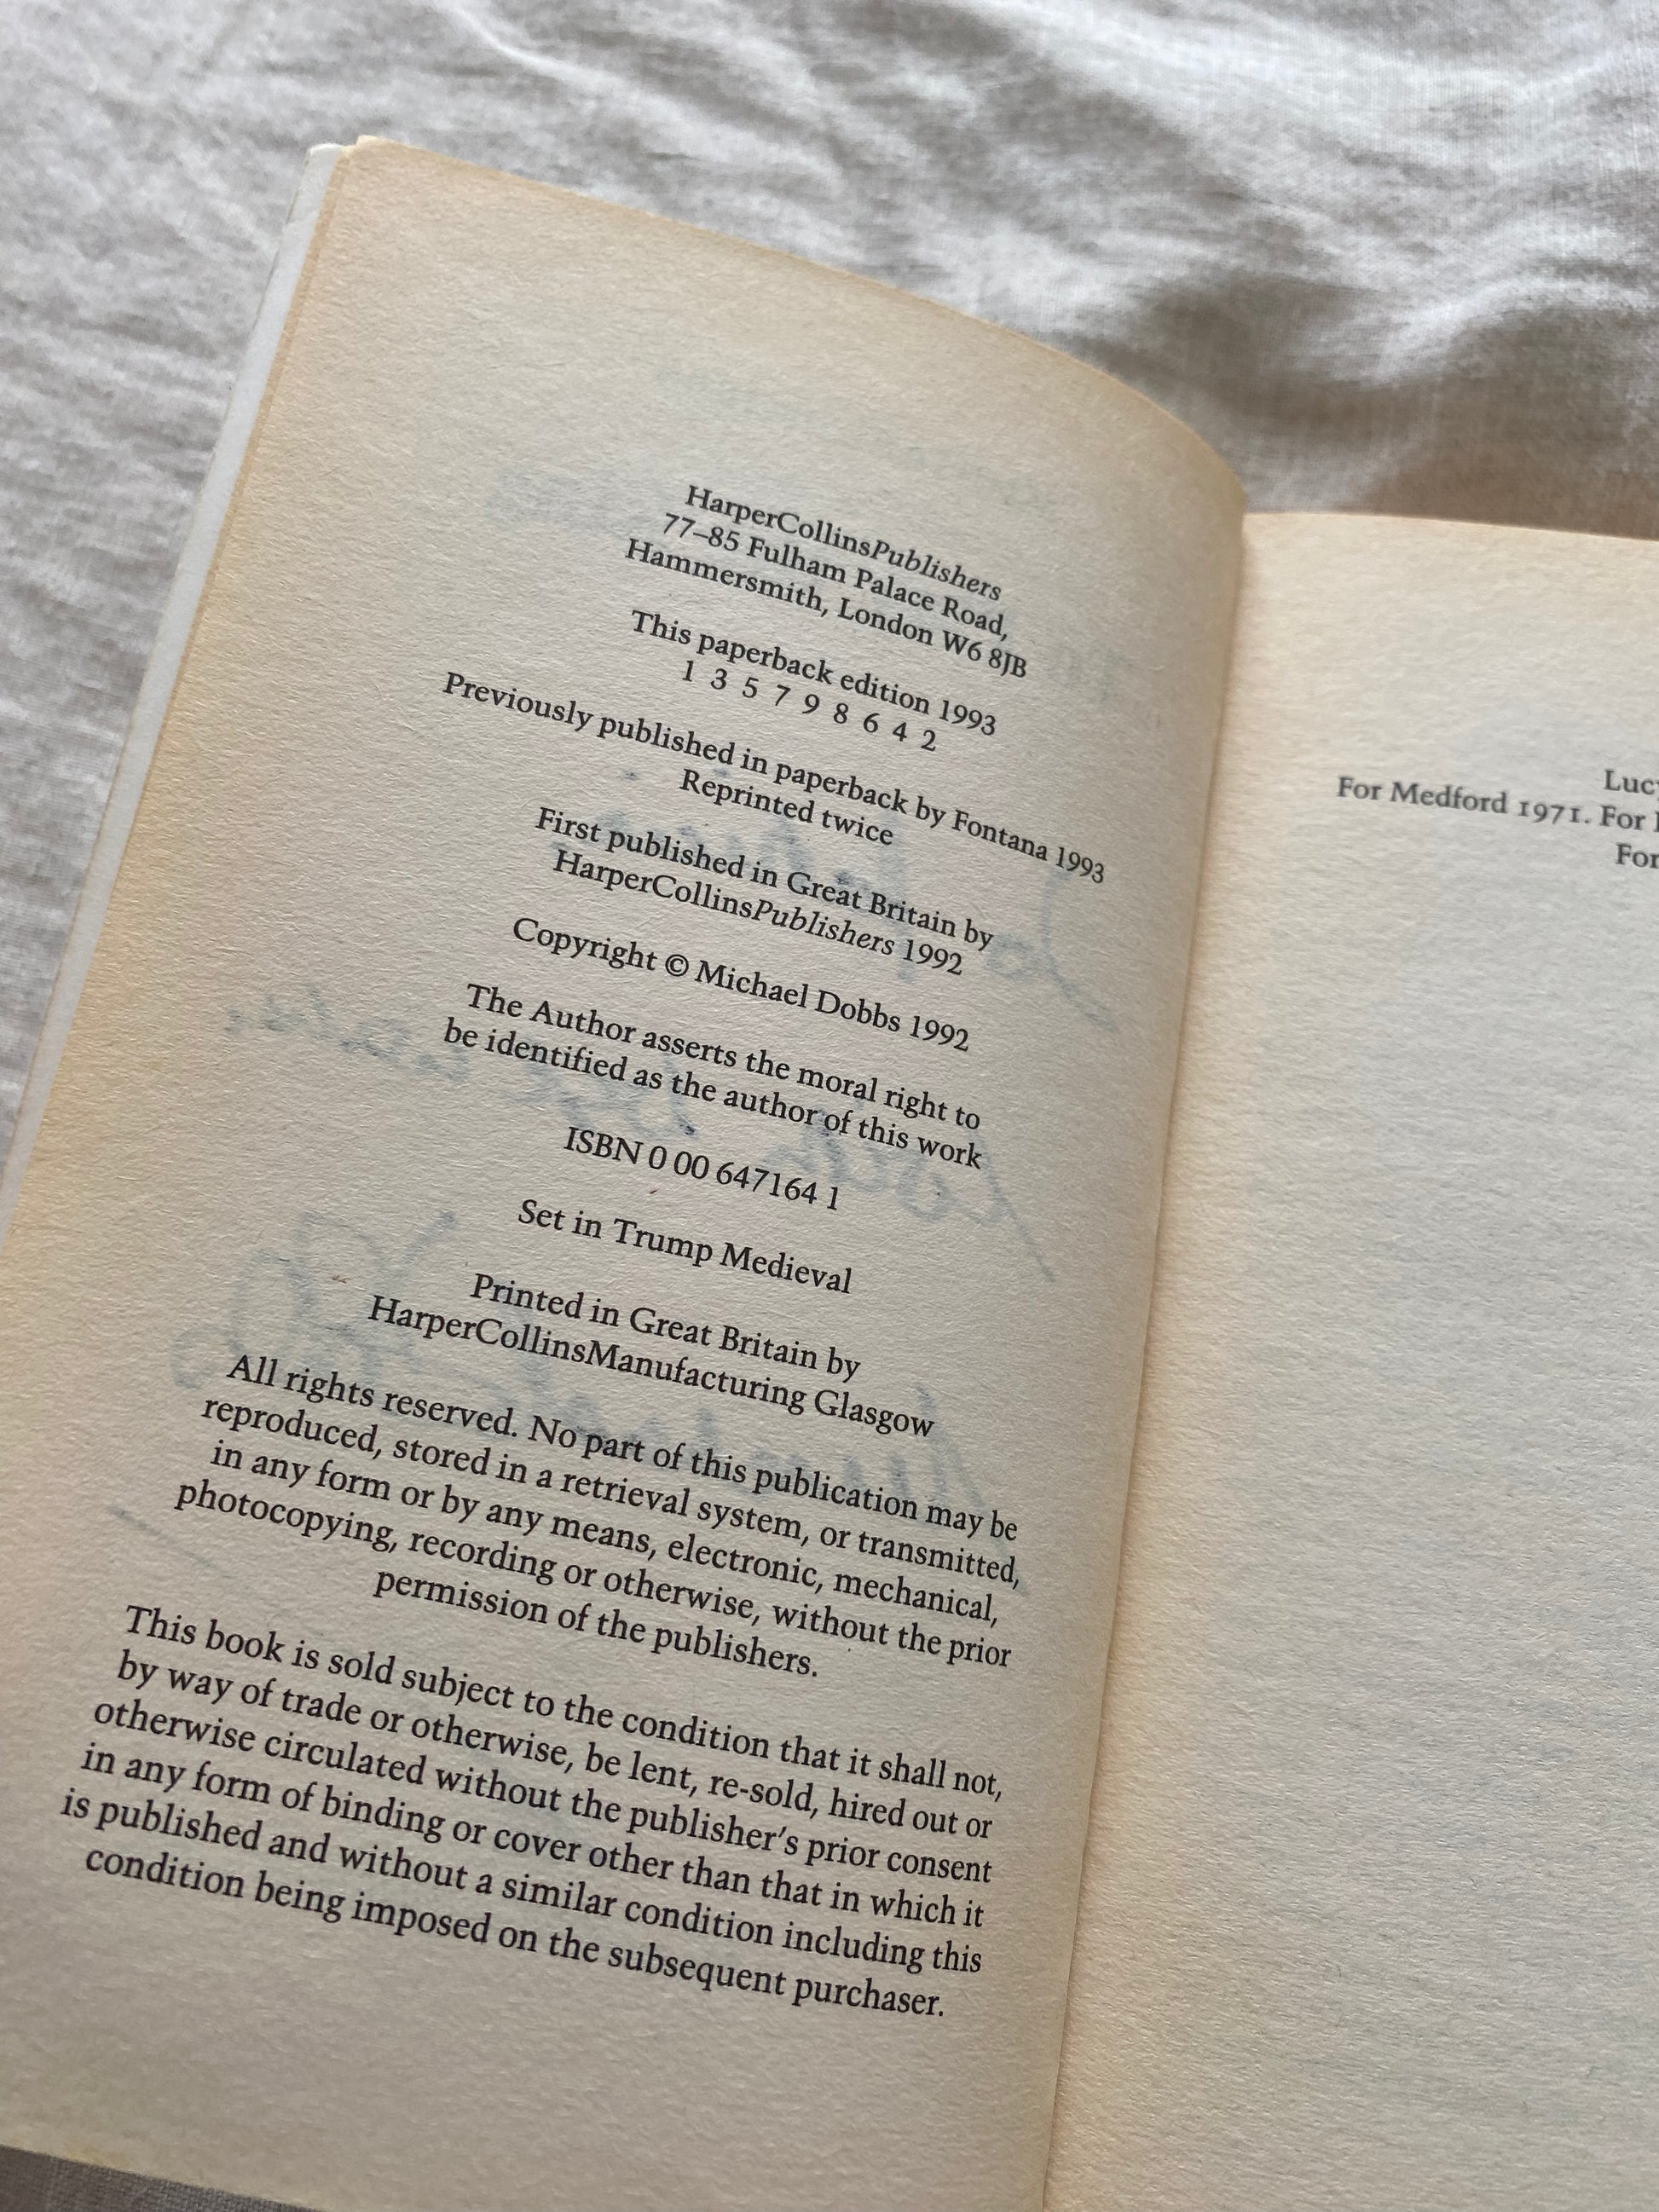 HarperCollinsPublishers
77–85 Fulham Palace Road,
Hammersmith, London W6 8JB
This paperback edition 1993
1 3 5 7 9 8 6 4 2
Previously published in paperback by Fontana 1993
Reprinted twice
First published in Great Britain by
HarperCollinsPublishers 1992
Copyright © Michael Dobbs 1992
The Author asserts the moral right to
be identified as the author of this work
ISBN 0 00 647164 1
Set in Trump Medieval
Printed in Great Britain by
HarperCollinsManufacturing Glasgow
All rights reserved. No part of this publication may be
reproduced, stored in a retrieval system, or transmitted,
in any form or by any means, electronic, mechanical,
photocopying, recording or otherwise, without the prior
permission of the publishers.
This book is sold subject to the condition that it shall not,
by way of trade or otherwise, be lent, re-sold, hired out or
otherwise circulated without the publisher's prior consent
in any form of binding or cover other than that in which it
is published and without a similar condition including this
condition being imposed on the subsequent purchaser.
Lucy
For Medford 1971. For
For